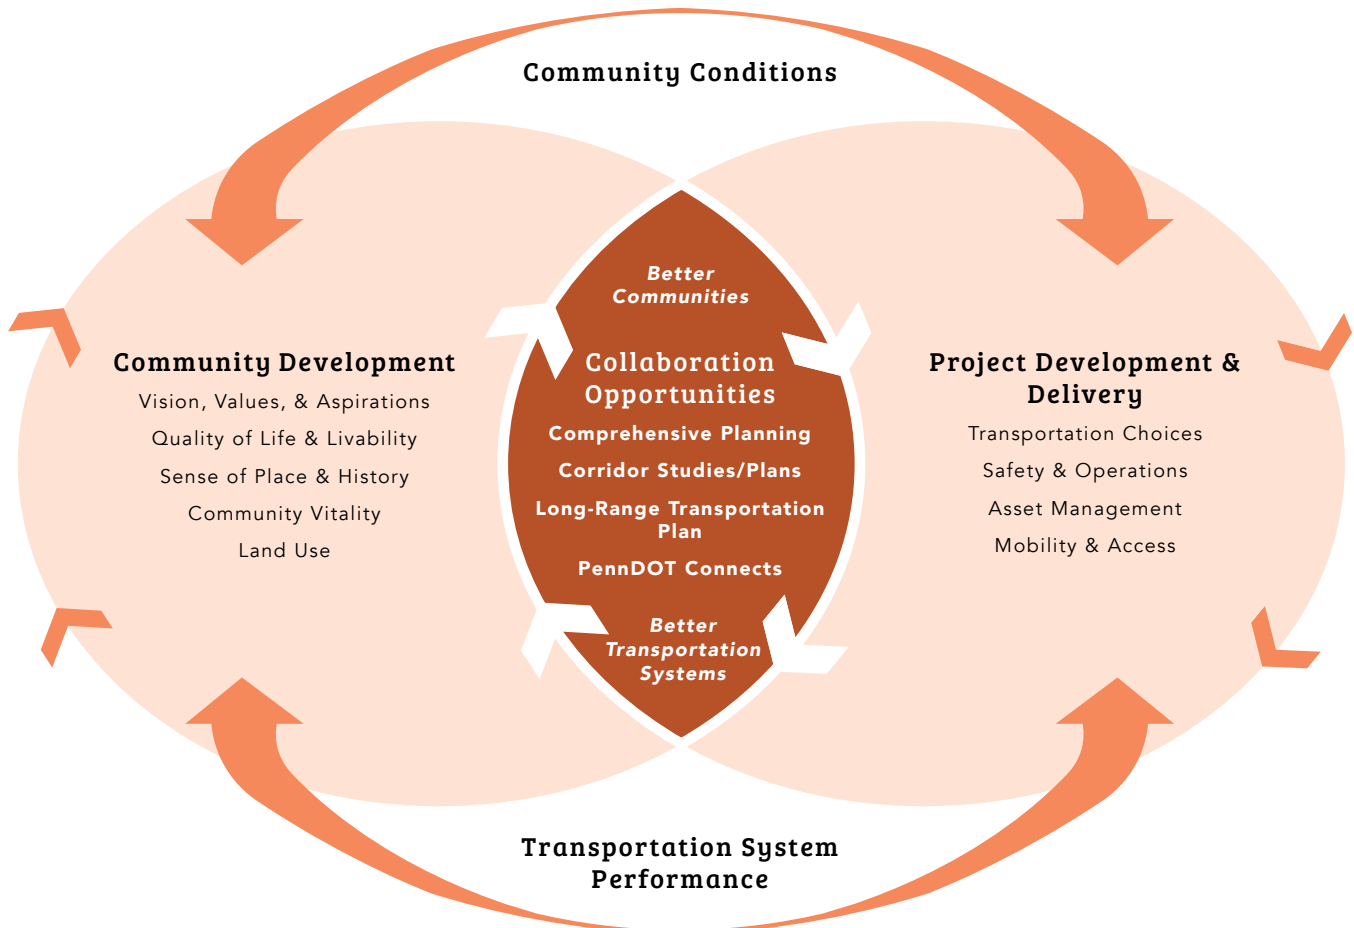 Community Conditions
Community Development
Vision, Values, & Aspirations
Quality of Life & Livability
Sense of Place & History
Community Vitality
Land Use
Better
Communities
Collaboration
Opportunities
Comprehensive Planning
Corridor Studies/Plans
Long-Range Transportation
Plan
PennDOT Connects
Better
Transportation
Systems
Project Development &
Delivery
Transportation Choices
Safety & Operations
Asset Management
Mobility & Access
Transportation System
Performance